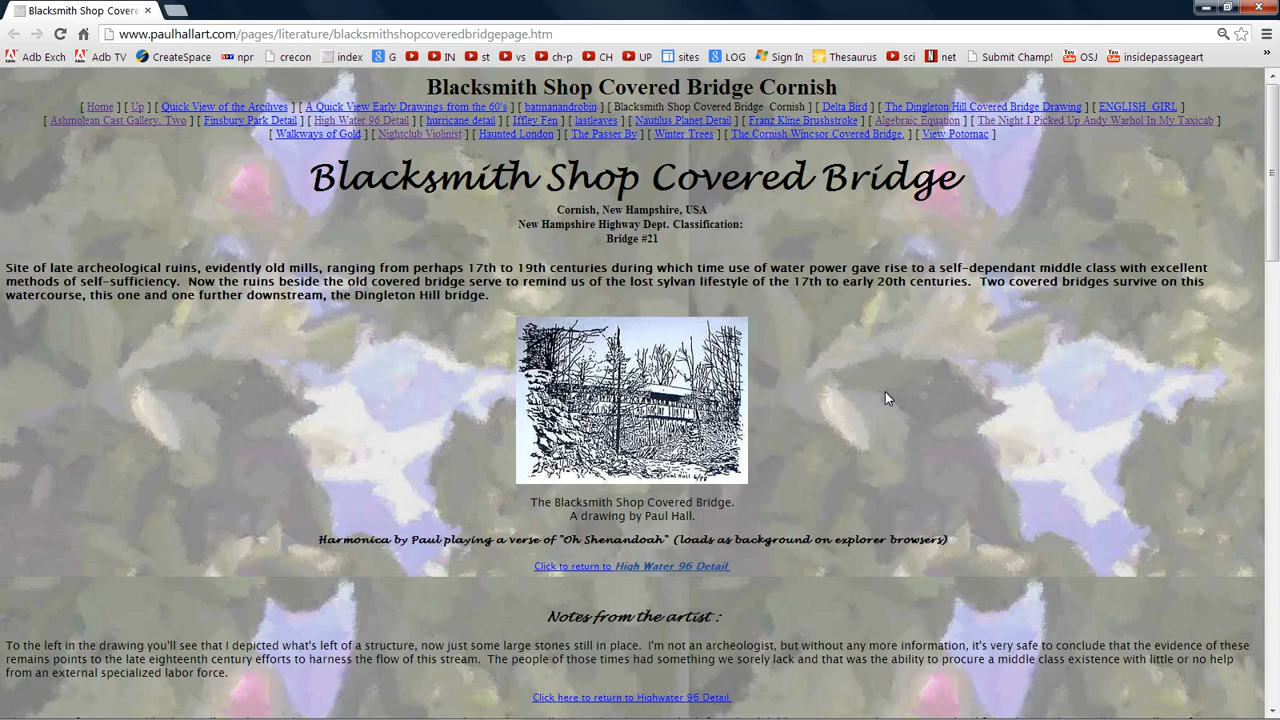 Blacksmith Shop Covere
www.paulhallart.com/pages/literature/blacksmithshopcoveredbridgepage.htm
Adb Exch Adb TV CreateSpace npr crecon index G IN st vs ch-p CH UP sites LOG Sign In Thesaurus sci net Submit Champ! OSJ insidepassageart »
Blacksmith Shop Covered Bridge Cornish
[ Home ] [ Up ] [ Quick View of the Arcihves ] [ A Quick View Early Drawings from the 60's ] [ batmanandrobin ] [ Blacksmith Shop Covered Bridge Cornish ] [ Delta Bird ] [ The Dingleton Hill Covered Bridge Drawing ] [ ENGLISH GIRL ]
[ Ashmolean Cast Gallery, Two ] [ Finsbury Park Detail ] [ High Water 96 Detail ] [ hurricane detail ] [ Iffley Fen ] [ lastleaves ] [ Nautilus Planet Detail ] [ Franz Kline Brushstroke ] [ Algebraic Equation ] [ The Night I Picked Up Andy Warhol In My Taxicab ]
[ Walkways of Gold ] [ Nightclub Violinist ] [ Haunted London ] [ The Passer By ] [ Winter Trees ] [ The Cornish Wincsor Covered Bridge, ] [ View Potomac ]
Blacksmith Shop Covered Bridge
Cornish, New Hampshire, USA
New Hampshire Highway Dept. Classification:
Bridge #21
Site of late archeological ruins, evidently old mills, ranging from perhaps 17th to 19th centuries during which time use of water power gave rise to a self-dependant middle class with excellent
methods of self-sufficiency. Now the ruins beside the old covered bridge serve to remind us of the lost sylvan lifestyle of the 17th to early 20th centuries. Two covered bridges survive on this
watercourse, this one and one further downstream, the Dingleton Hill bridge.
Paul Hall
The Blacksmith Shop Covered Bridge.
A drawing by Paul Hall.
Harmonica by Paul playing a verse of "Oh Shenandoah" (loads as background on explorer browsers)
Click to return to High Water 96 Detail.
Notes from the artist :
To the left in the drawing you'll see that I depicted what's left of a structure, now just some large stones still in place. I'm not an archeologist, but without any more information, it's very safe to conclude that the evidence of these
remains points to the late eighteenth century efforts to harness the flow of this stream. The people of those times had something we sorely lack and that was the ability to procure a middle class existence with little or no help
from an external specialized labor force.
Click here to return to Highwater 96 Detail.